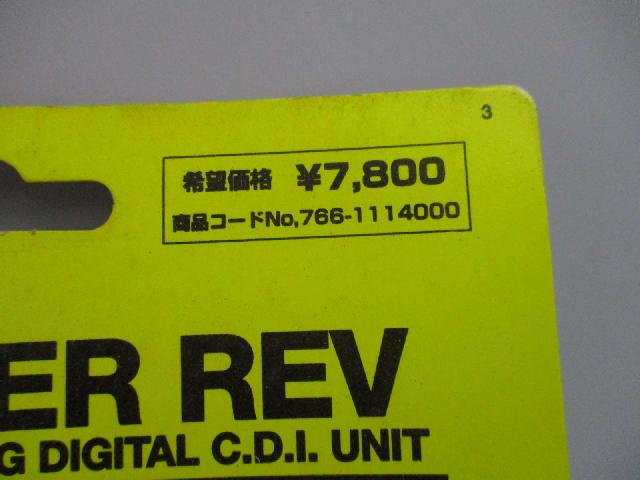 3
希望価格 ¥7,800
商品コードNo,766-1114000
ER REV
G DIGITAL C.D.I. UNIT